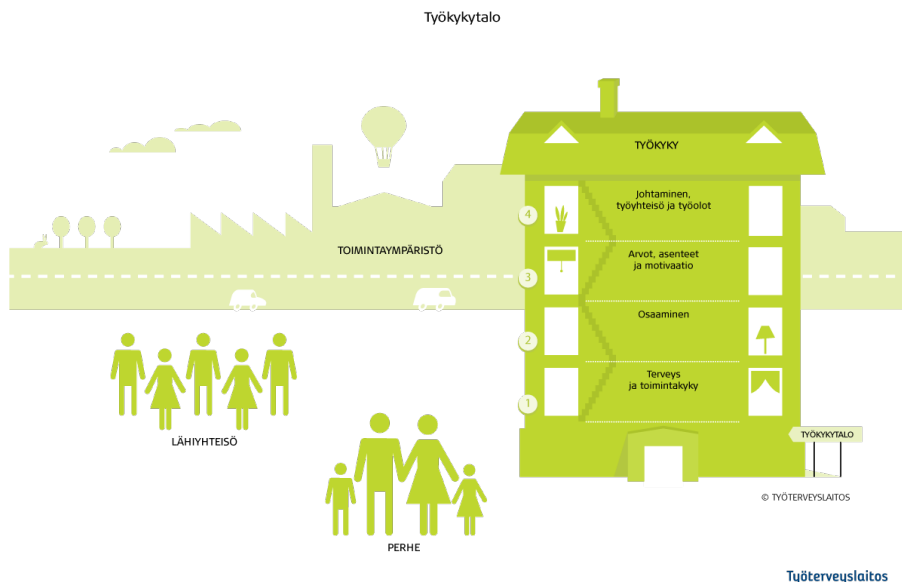 Työkykytalo
TYÖKYKY
4
Johtaminen,
työyhteisö ja työolot
TOIMINTAYMPÄRISTÖ
3
Arvot, asenteet
ja motivaatio
2
Osaaminen
1
Terveys
ja toimintakyky
LÄHIYHTEISÖ
TYÖKYKYTALO
PERHE
© TYÖTERVEYSLAITOS
Työterveyslaitos